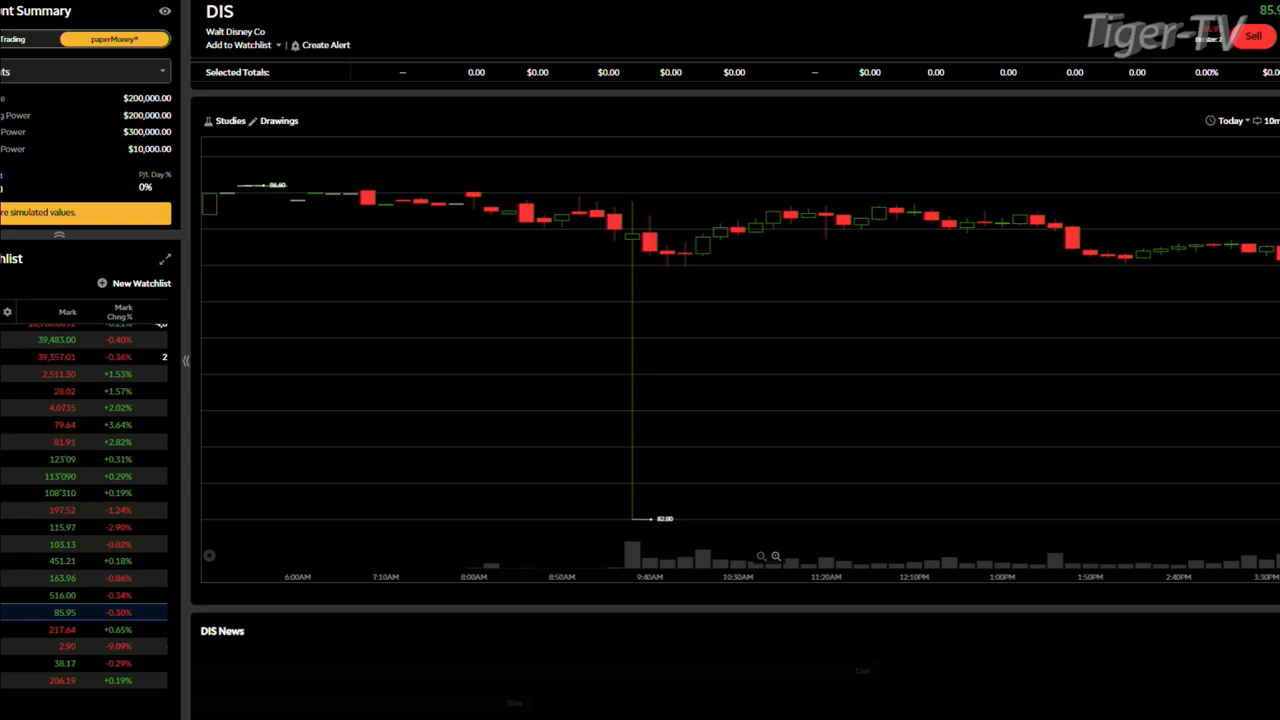 nt Summary
Trading
paperMoney®
ts
e $200,000.00
g Power $200,000.00
Power $300,000.00
Power $10,000.00
t P/L Day %
) 0%
re simulated values.
hlist
New Watchlist
Mark Mark Chng %
39,483.00 -0.40%
39,357.01 -0.36% 2
2,511.30 +1.53%
28.02 +1.57%
4.0735 +2.02%
79.64 +3.64%
81.91 +2.82%
123'09 +0.31%
113'090 +0.29%
108'310 +0.19%
197.52 -1.24%
115.97 -2.90%
103.13 -0.02%
451.21 +0.18%
163.96 -0.86%
516.00 -0.34%
85.95 -0.30%
217.64 +0.65%
2.90 -9.09%
38.17 -0.29%
206.19 +0.19%
DIS
85.9
Walt Disney Co
Add to Watchlist | Create Alert
Tiger-TV
Sell
Selected Totals: — 0.00 $0.00 $0.00 $0.00 $0.00 — $0.00 0.00 0.00 0.00 0.00 0.00% $0.0
Studies Drawings
Today 10m
86.60
82.00
6:00AM 7:10AM 8:00AM 8:50AM 9:40AM 10:30AM 11:20AM 12:10PM 1:00PM 1:50PM 2:40PM 3:30PM
DIS News
15m